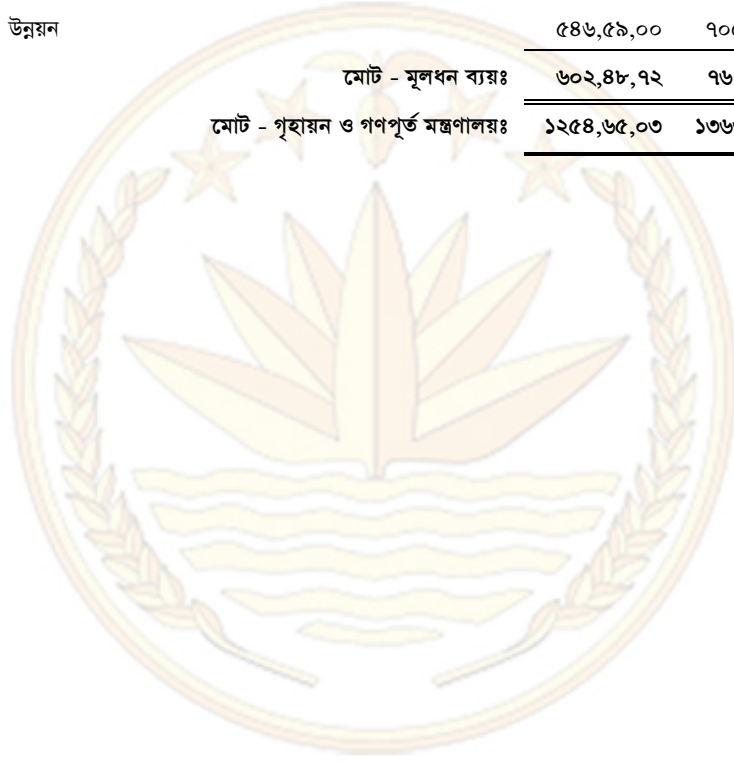 উন্নয়ন ৫৪৬,৫৯,০০
মোট - মূলধন ব্যয়ঃ ৬০২,৪৮,৭২
মোট - গৃহায়ন ও গণপূর্ত মন্ত্রণালয়ঃ ১২৫৪,৬৫,০৩